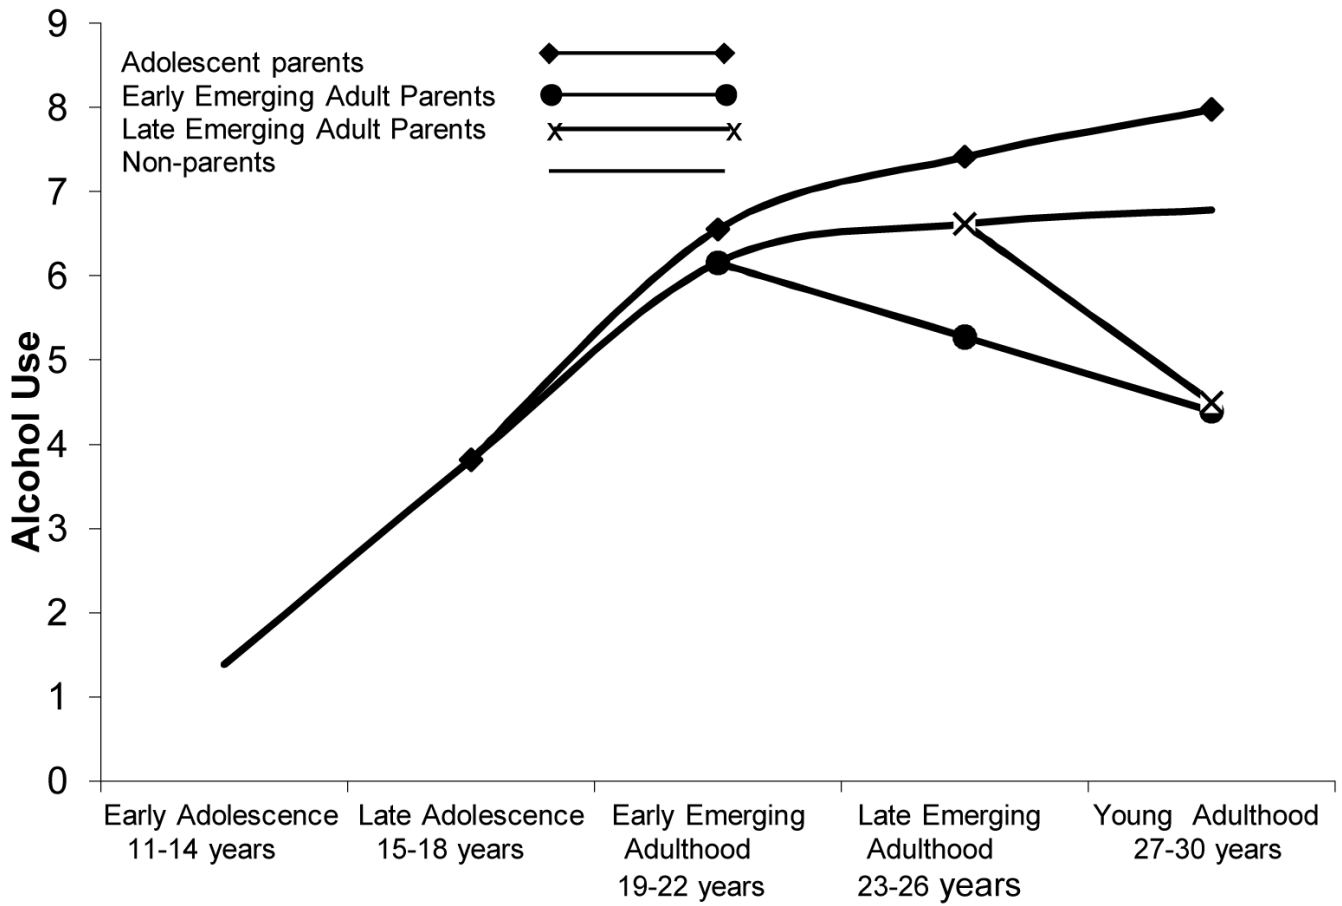 9
8
7
6
5
4
3
2
1
0
Alcohol Use
Adolescent parents
Early Emerging Adult Parents
Late Emerging Adult Parents
Non-parents
Early Adolescence
11-14 years
Late Adolescence
15-18 years
Early Emerging
Adulthood
19-22 years
Late Emerging
Adulthood
23-26 years
Young Adulthood
27-30 years